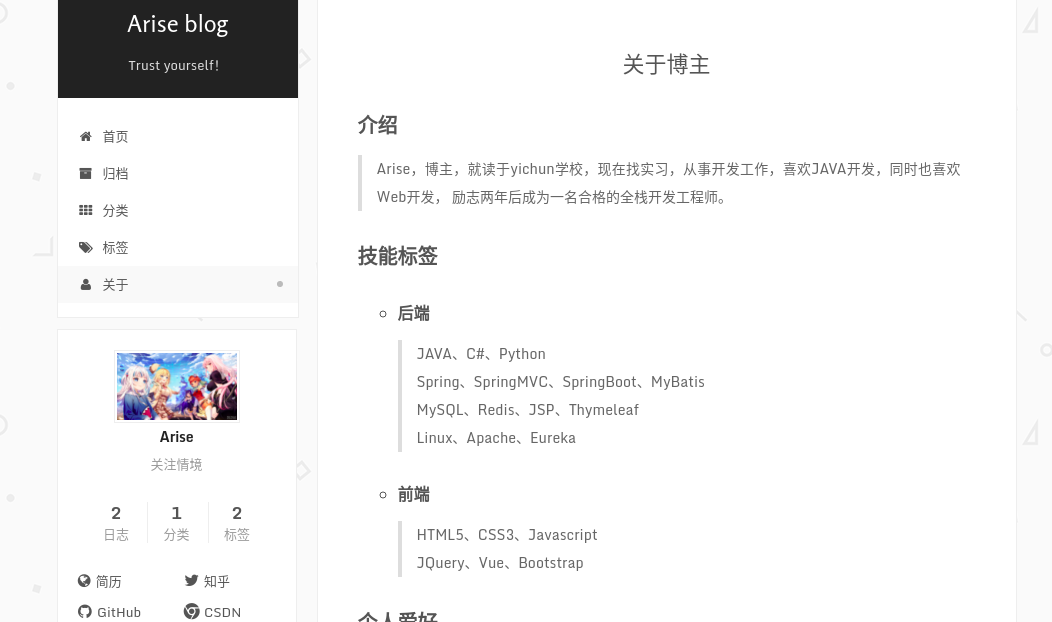 Arise blog
Trust yourself!
首页
归档
分类
标签
关于
Arise
关注情境
2
日志
1
分类
2
标签
简历
知乎
GitHub
CSDN
关于博主
介绍
Arise，博主，就读于yichun学校，现在找实习，从事开发工作，喜欢JAVA开发，同时也喜欢
Web开发， 励志两年后成为一名合格的全栈开发工程师。
技能标签
后端
JAVA、C#、Python
Spring、SpringMVC、SpringBoot、MyBatis
MySQL、Redis、JSP、Thymeleaf
Linux、Apache、Eureka
前端
HTML5、CSS3、Javascript
JQuery、Vue、Bootstrap
个人爱好